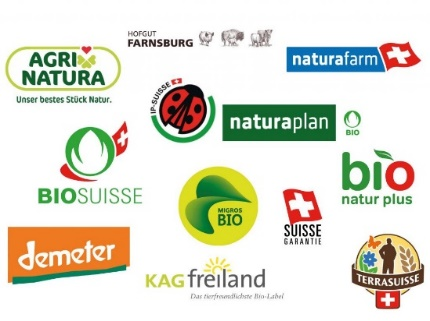 AGRI
NATURA
Unser bestes Stück Natur.
HOFGUT
FARNSBURG
naturafarm
IP-SUISSE
naturaplan
BIO
BIOSUISSE
MIGROS
BIO
SUISSE
GARANTIE
bio
natur plus
demeter
KAGfreiland
Das tierfreundlichste Bio-Label
TERRASUISSE